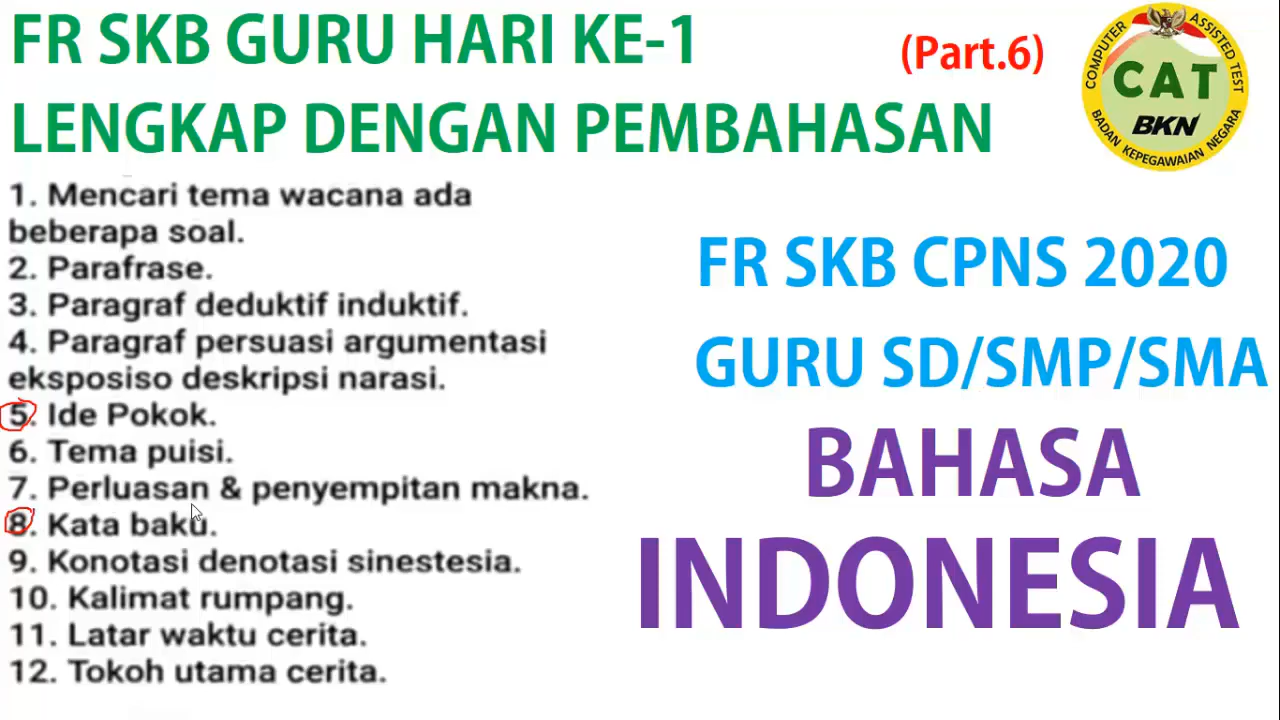 FR SKB GURU HARI KE-1
(Part.6)
LENGKAP DENGAN PEMBAHASAN
COMPUTER ASSISTED TEST
CAT
BKN
BADAN KEPEGAWAIAN NEGARA
1. Mencari tema wacana ada
beberapa soal.
2. Parafrase.
3. Paragraf deduktif induktif.
4. Paragraf persuasi argumentasi
eksposiso deskripsi narasi.
5. Ide Pokok.
6. Tema puisi.
7. Perluasan & penyempitan makna.
8. Kata baku.
9. Konotasi denotasi sinestesia.
10. Kalimat rumpang.
11. Latar waktu cerita.
12. Tokoh utama cerita.
FR SKB CPNS 2020
GURU SD/SMP/SMA
BAHASA
INDONESIA